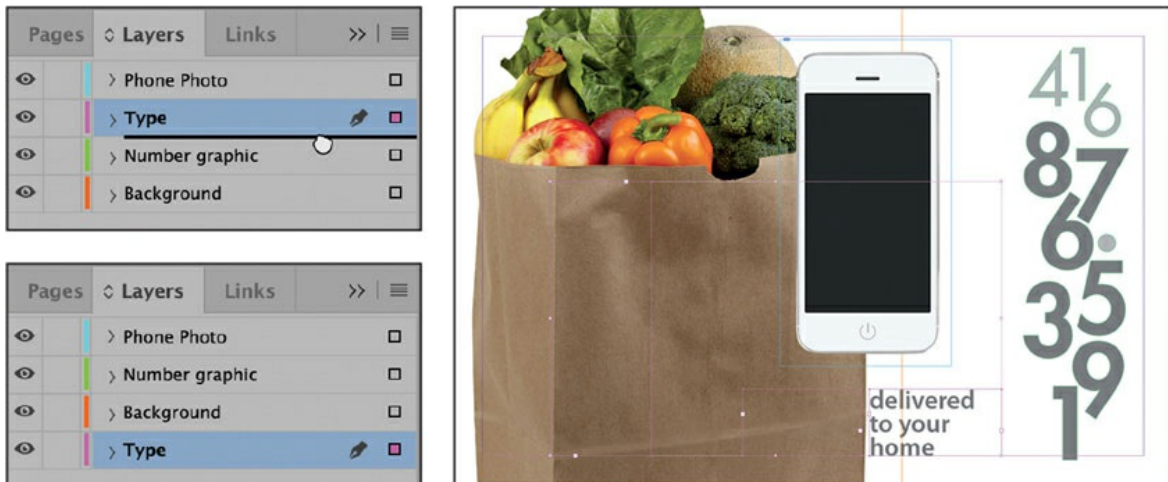 Pages Layers Links
Phone Photo
Type
Number graphic
Background
Pages Layers Links
Phone Photo
Number graphic
Background
Type
416
87
6.
35
9
1
delivered
to your
home